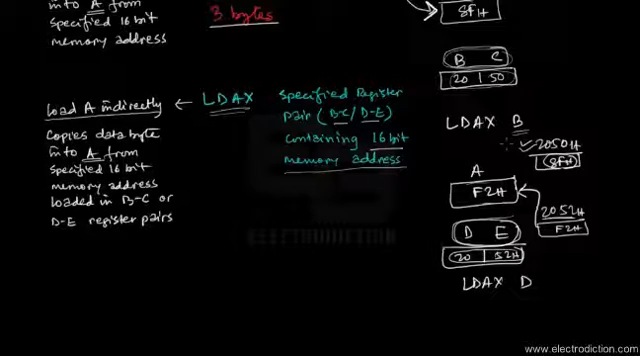 into A from
specified 16 bit
memory address
3 bytes
8FH
B C
20 50
Load A indirectly ← LDAX
Copies data byte
into A from
specified 16 bit
memory address
loaded in B-C or
D-E register pairs
specified Register
pair (B-C/D-E)
containing 16 bit
memory address
LDAX B
2050H
8FH
A
F2H
2052H
F2H
D E
20 52H
LDAX D
www.electrodiction.com